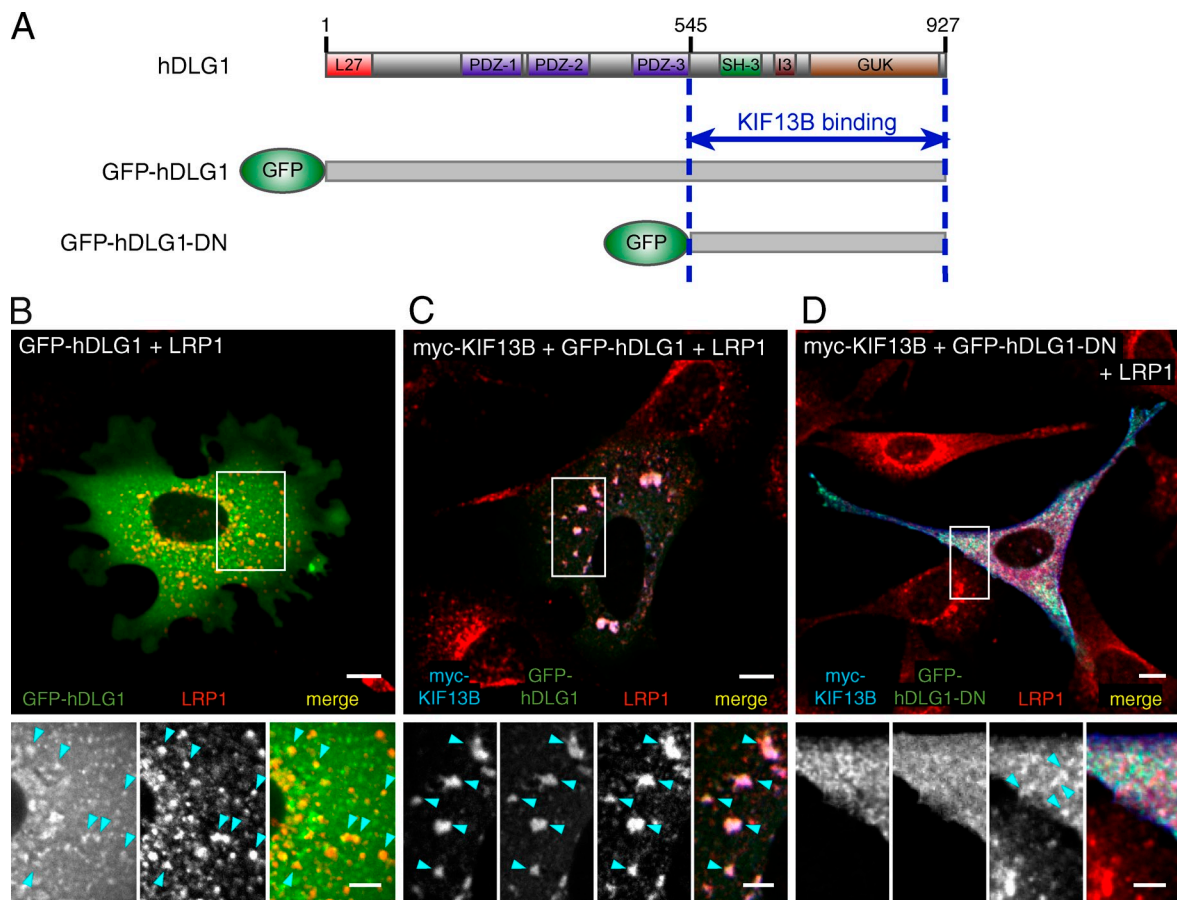 A
1
545
927
hDLG1
L27
PDZ-1
PDZ-2
PDZ-3
SH-3
I3
GUK
KIF13B binding
GFP-hDLG1
GFP
GFP-hDLG1-DN
GFP
B
GFP-hDLG1 + LRP1
GFP-hDLG1
LRP1
merge
C
myc-KIF13B + GFP-hDLG1 + LRP1
myc-
KIF13B
GFP-
hDLG1
LRP1
merge
D
myc-KIF13B + GFP-hDLG1-DN
+ LRP1
myc-
KIF13B
GFP-
hDLG1-DN
LRP1
merge